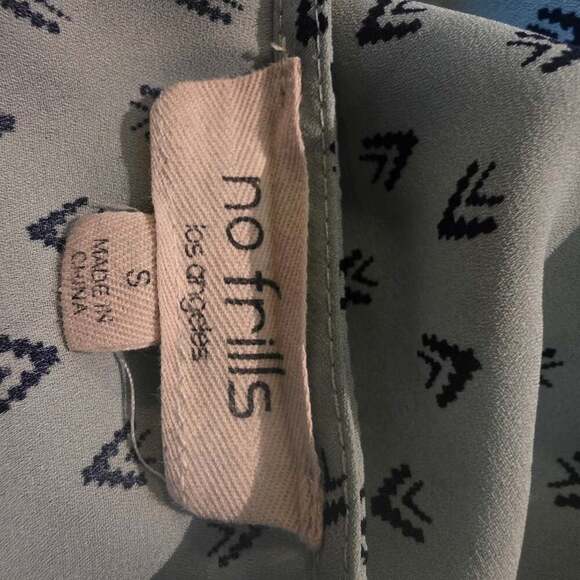 no frills
los angeles
S
MADE IN
CHINA